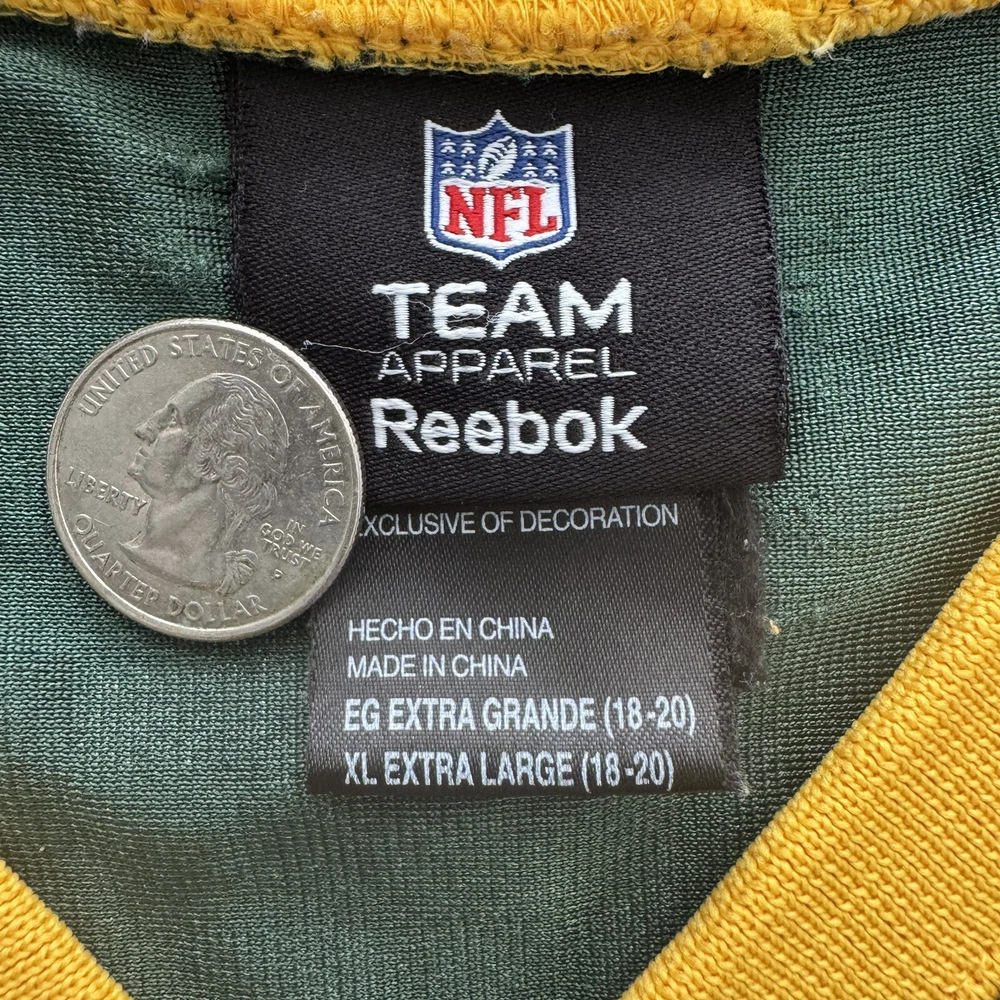 NFL
TEAM
APPAREL
Reebok
UNITED STATES OF AMERICA
LIBERTY
IN
GOD WE
TRUST
P
QUARTER DOLLAR
XCLUSIVE OF DECORATION
HECHO EN CHINA
MADE IN CHINA
EG EXTRA GRANDE (18-20)
XL EXTRA LARGE (18-20)